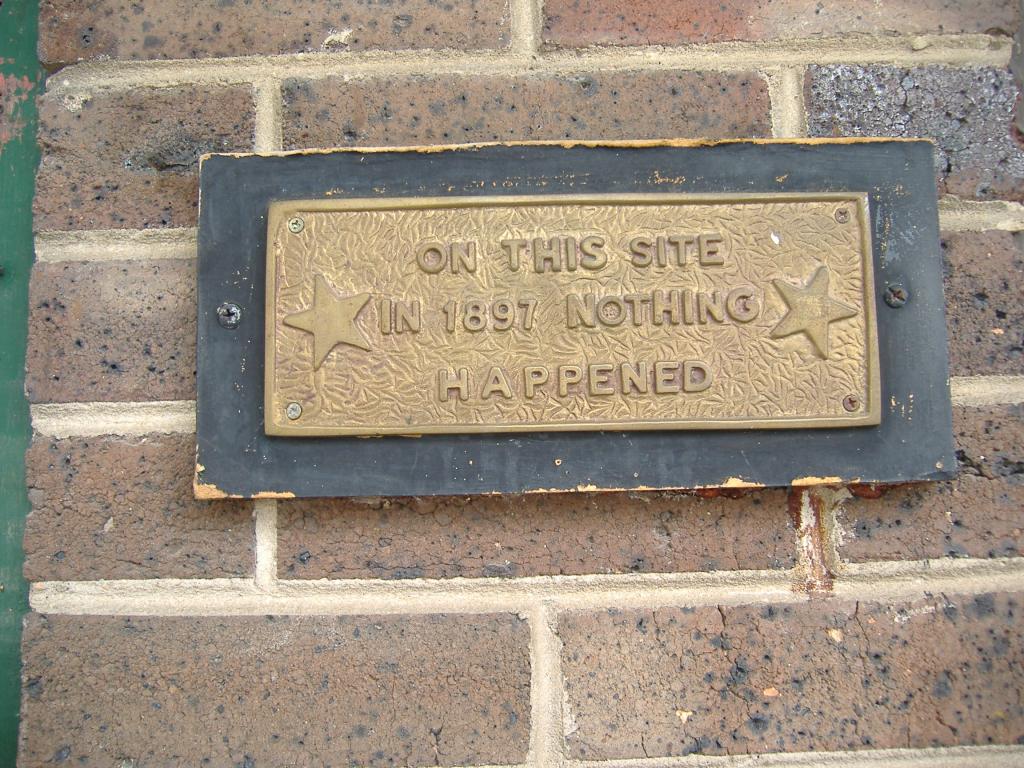 ON THIS SITE
IN 1897 NOTHING
HAPPENED